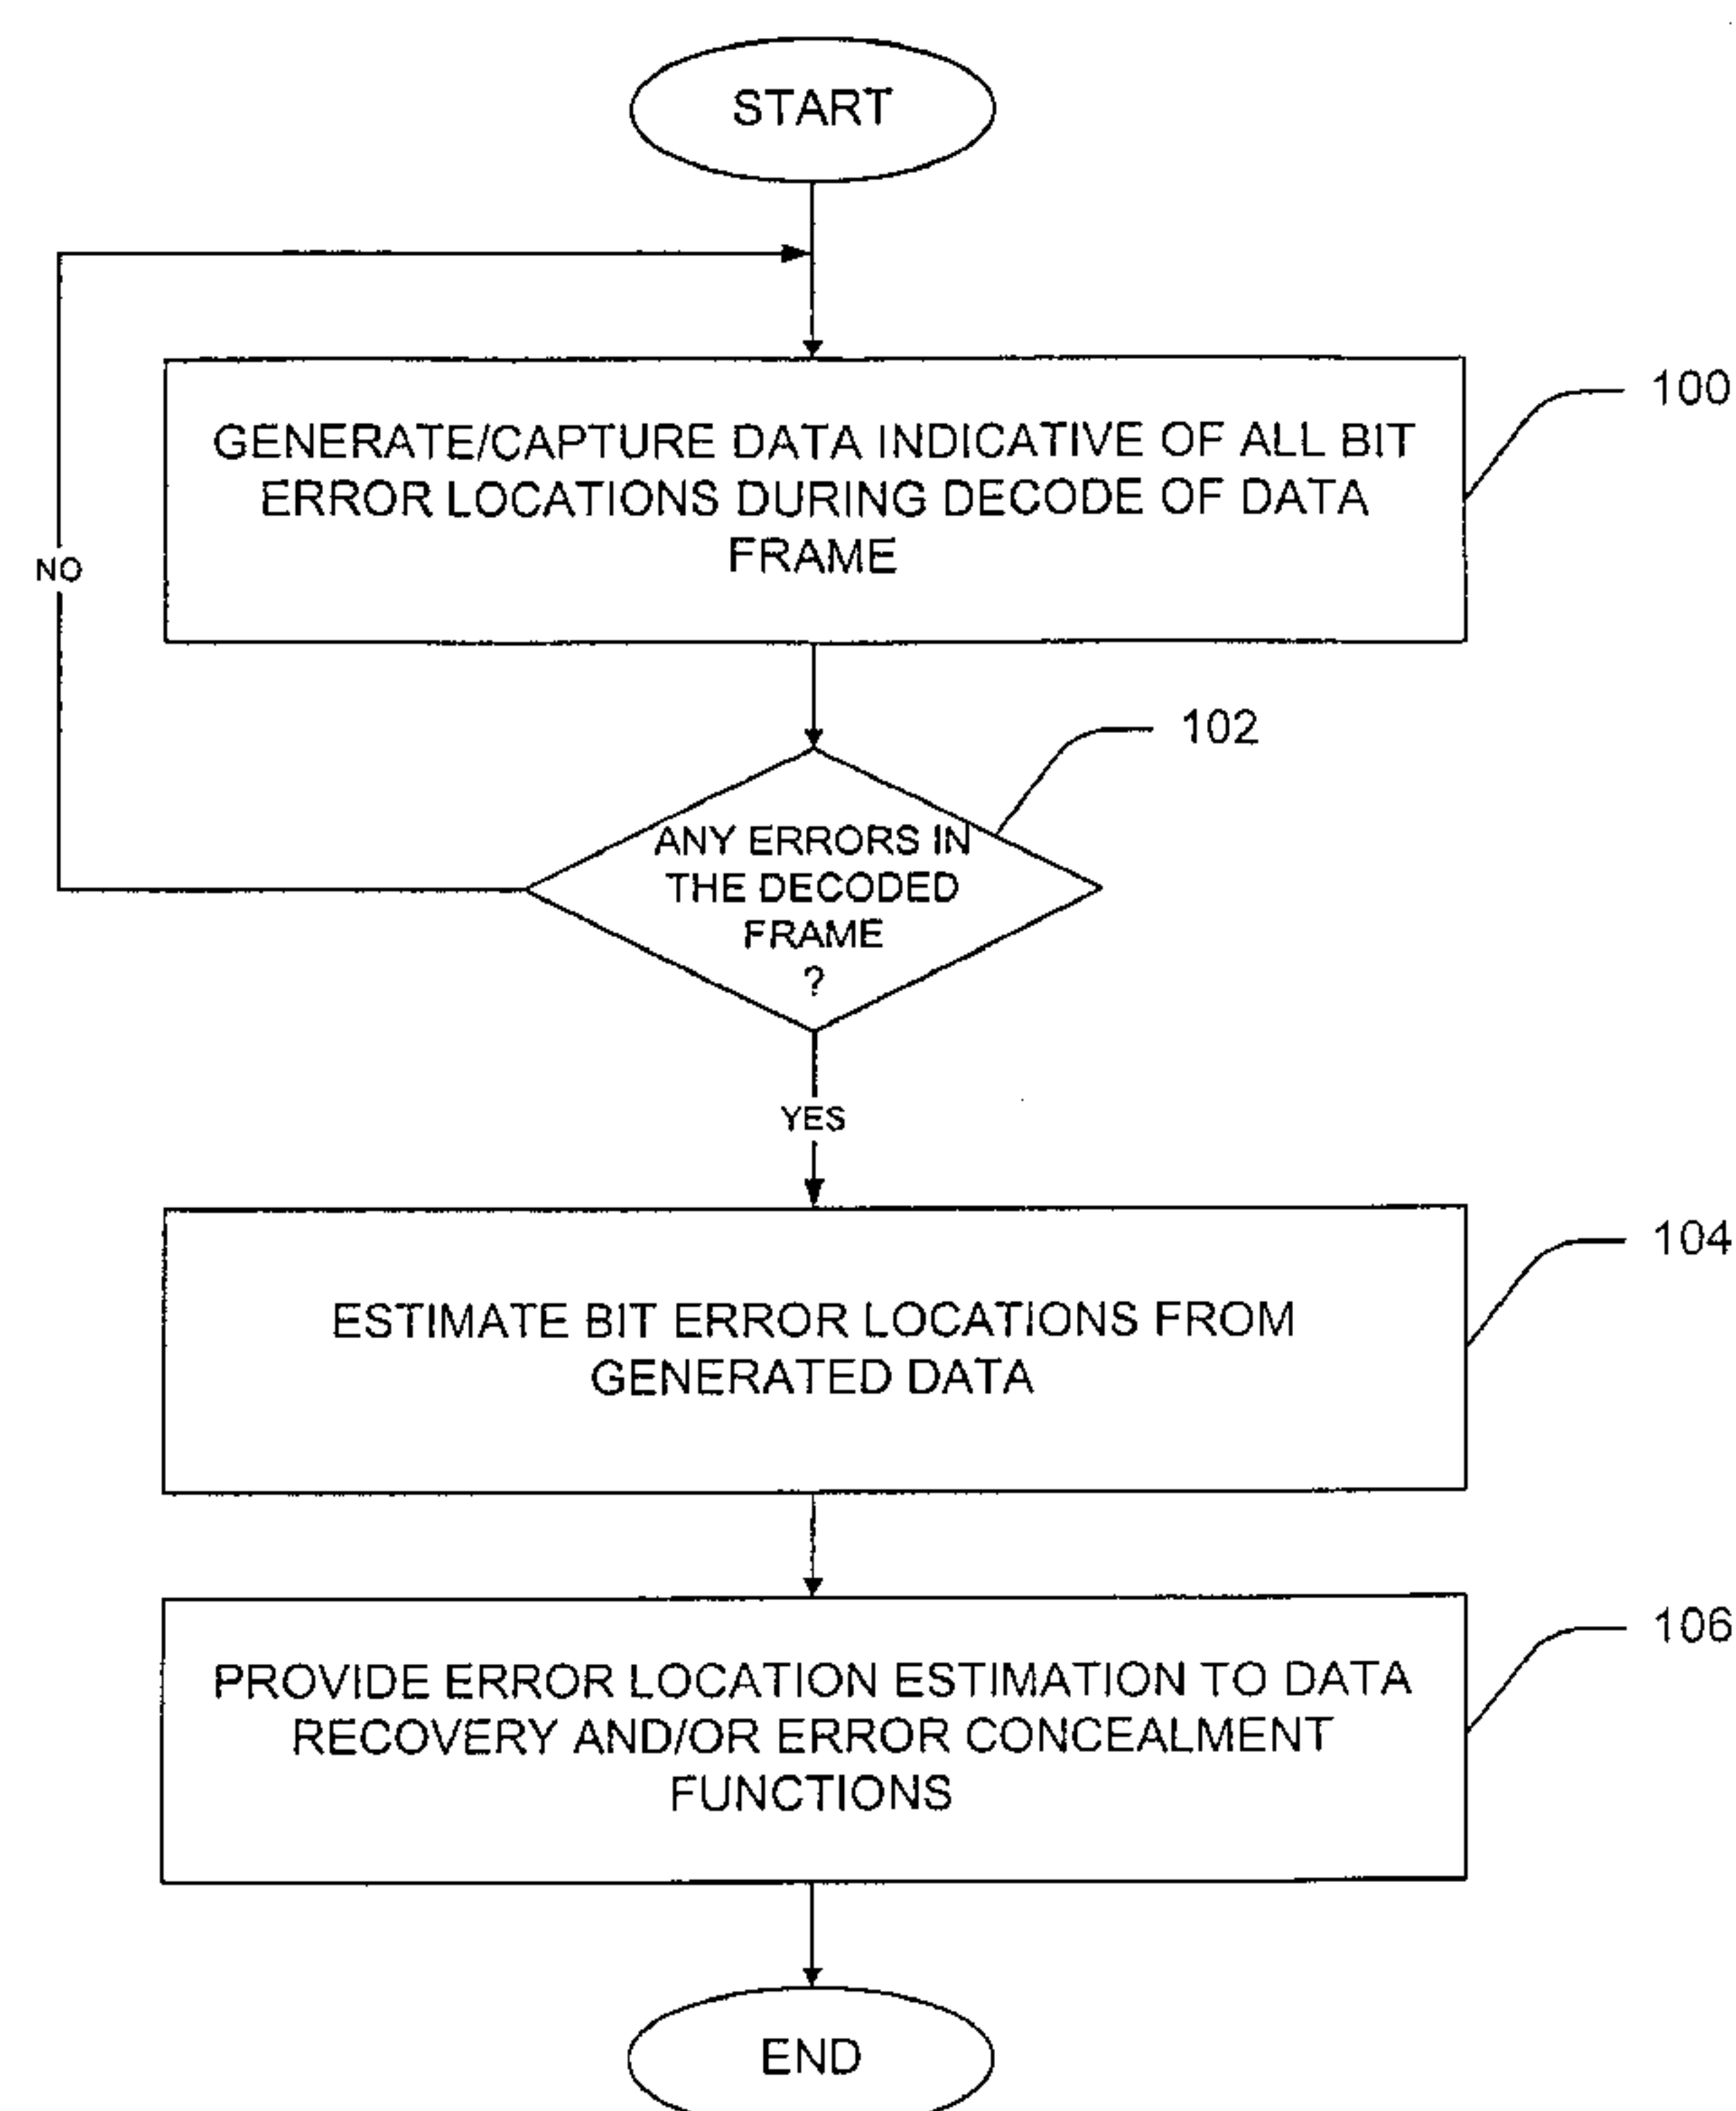 START
GENERATE/CAPTURE DATA INDICATIVE OF ALL BIT
ERROR LOCATIONS DURING DECODE OF DATA
FRAME
100
NO
102
ANY ERRORS IN
THE DECODED
FRAME
?
YES
104
ESTIMATE BIT ERROR LOCATIONS FROM
GENERATED DATA
106
PROVIDE ERROR LOCATION ESTIMATION TO DATA
RECOVERY AND/OR ERROR CONCEALMENT
FUNCTIONS
END